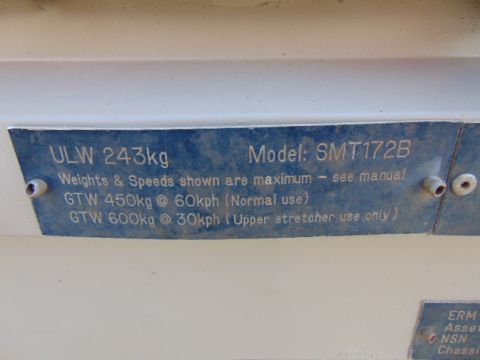 ULW 243kg Model: SMT172B
Weights & Speeds shown are maximum - see manual
GTW 450kg @ 60kph (Normal use)
GTW 600kg @ 30kph (Upper stretcher use only)
ERM
Asse
NSN
Chassi